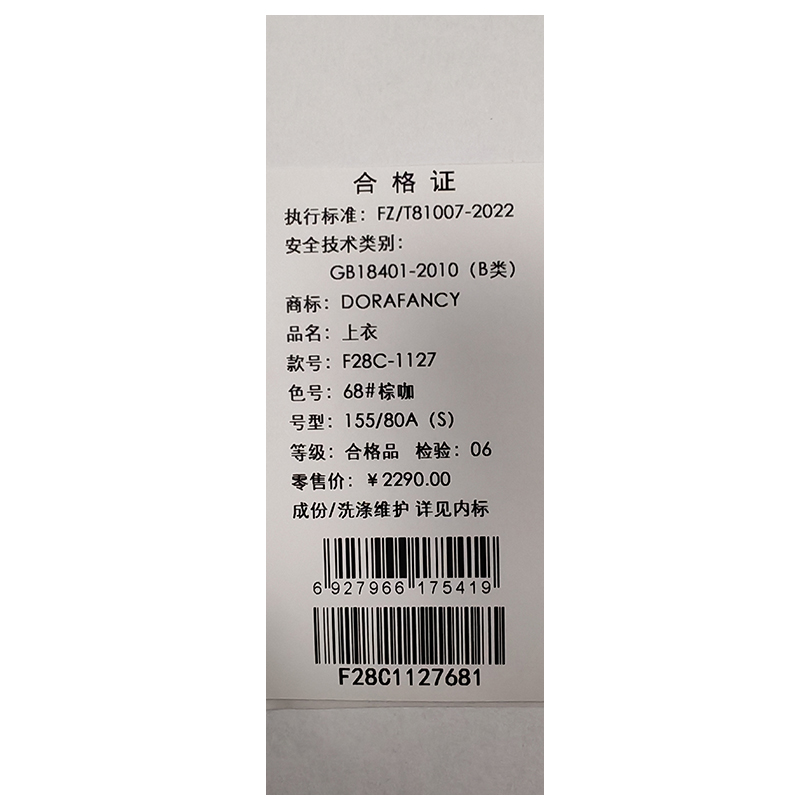 合格证
执行标准：FZ/T81007-2022
安全技术类别：
GB18401-2010（B类）
商标：DORAFANCY
品名：上衣
款号：F28C-1127
色号：68#棕咖
号型：155/80A（S）
等级：合格品 检验：06
零售价：￥2290.00
成份/洗涤维护 详见内标
6 927966 175419
F28C1127681